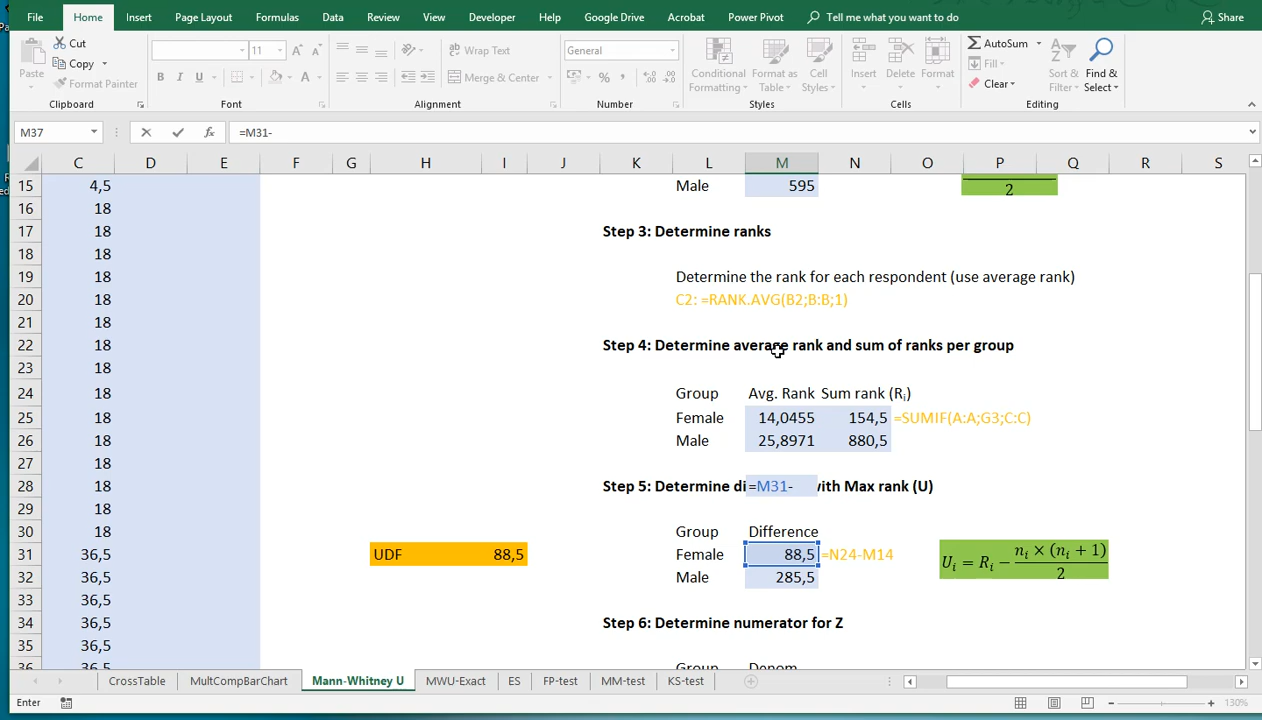 File Home Insert Page Layout Formulas Data Review View Developer Help Google Drive Acrobat Power Pivot Tell me what you want to do Share
Cut
Copy
Format Painter
Paste
11
Wrap Text
Merge & Center
General
Conditional Formatting
Format as Table
Cell Styles
Insert
Delete
Format
AutoSum
Fill
Clear
Sort & Filter
Find & Select
Clipboard Font Alignment Number Styles Cells Editing
M37 =M31-
C D E F G H I J K L M N O P Q R S
15 4,5 Male 595 2
16 18
17 18 Step 3: Determine ranks
18 18
19 18 Determine the rank for each respondent (use average rank)
20 18 C2: =RANK.AVG(B2;B:B;1)
21 18
22 18 Step 4: Determine average rank and sum of ranks per group
23 18
24 18 Group Avg. Rank Sum rank (Ri)
25 18 Female 14,0455 154,5 =SUMIF(A:A;G3;C:C)
26 18 Male 25,8971 880,5
27 18
28 18 Step 5: Determine di =M31- with Max rank (U)
29 18
30 18 Group Difference
31 36,5 UDF 88,5 Female 88,5 =N24-M14 Ui = Ri − ni × (ni + 1) / 2
32 36,5 Male 285,5
33 36,5
34 36,5 Step 6: Determine numerator for Z
35 36,5
36 36,5 Group Denom
CrossTable MultCompBarChart Mann-Whitney U MWU-Exact ES FP-test MM-test KS-test
Enter 130%